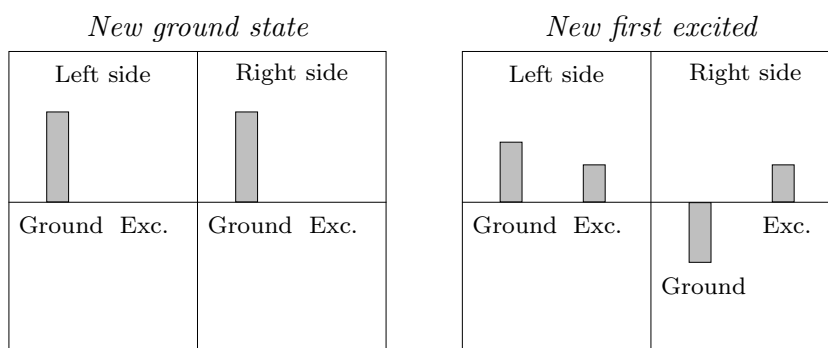 New ground state
New first excited
Left side
Right side
Left side
Right side
Ground Exc.
Ground Exc.
Ground Exc.
Exc.
Ground